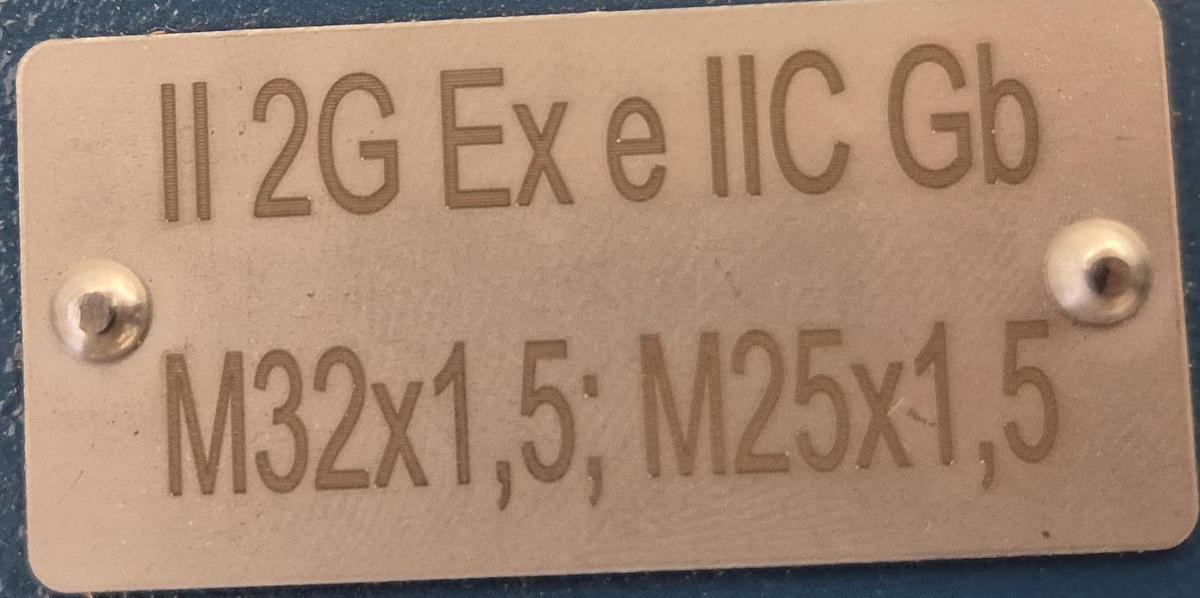 II 2G Ex e IIC Gb
M32x1,5; M25x1,5